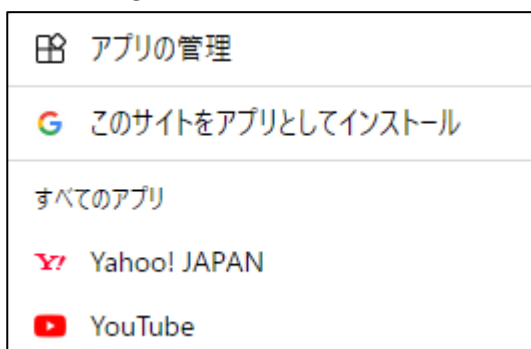 アプリの管理
このサイトをアプリとしてインストール
すべてのアプリ
Yahoo! JAPAN
YouTube